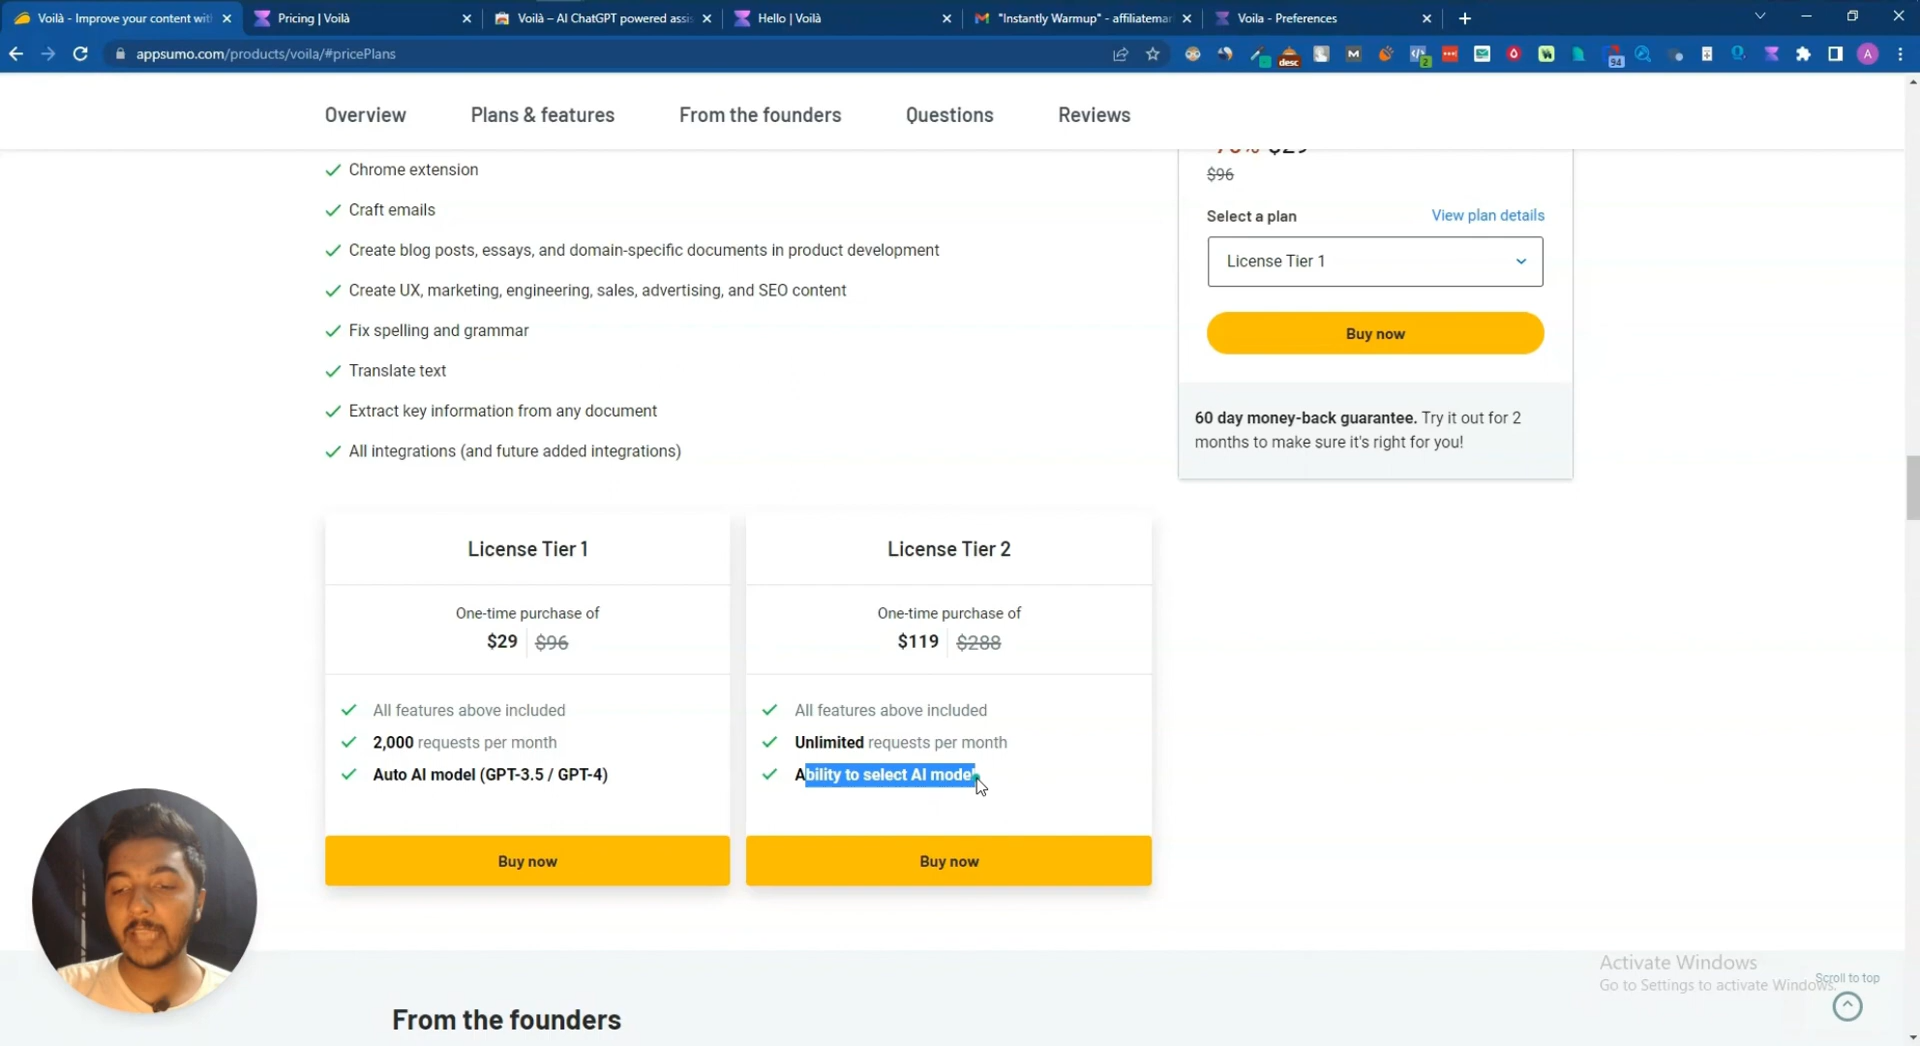 Voilà - Improve your content with
Pricing | Voilà
Voilà – AI ChatGPT powered assis
Hello | Voilà
"Instantly Warmup" - affiliatemar
Voila - Preferences
appsumo.com/products/voila/#pricePlans
desc
M
2
94
A
Overview
Plans & features
From the founders
Questions
Reviews
Chrome extension
Craft emails
Create blog posts, essays, and domain-specific documents in product development
Create UX, marketing, engineering, sales, advertising, and SEO content
Fix spelling and grammar
Translate text
Extract key information from any document
All integrations (and future added integrations)
$29
$96
Select a plan
View plan details
License Tier 1
Buy now
60 day money-back guarantee. Try it out for 2
months to make sure it's right for you!
License Tier 1
One-time purchase of
$29 $96
All features above included
2,000 requests per month
Auto AI model (GPT-3.5 / GPT-4)
Buy now
License Tier 2
One-time purchase of
$119 $288
All features above included
Unlimited requests per month
Ability to select AI model
Buy now
From the founders
Activate Windows
Go to Settings to activate Windows.
Scroll to top